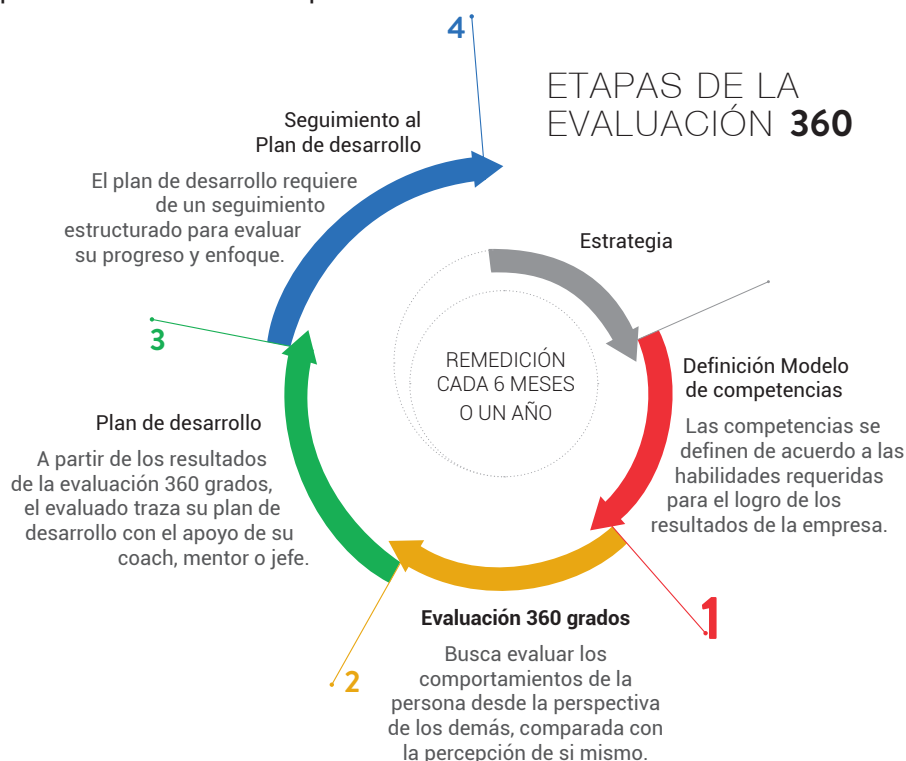 ETAPAS DE LA
EVALUACIÓN 360
4
Seguimiento al
Plan de desarrollo
El plan de desarrollo requiere
de un seguimiento
estructurado para evaluar
su progreso y enfoque.
Estrategia
REMEDICIÓN
CADA 6 MESES
O UN AÑO
Definición Modelo
de competencias
Las competencias se
definen de acuerdo a las
habilidades requeridas
para el logro de los
resultados de la empresa.
1
Evaluación 360 grados
Busca evaluar los
comportamientos de la
persona desde la perspectiva
de los demás, comparada con
la percepción de si mismo.
2
3
Plan de desarrollo
A partir de los resultados
de la evaluación 360 grados,
el evaluado traza su plan de
desarrollo con el apoyo de su
coach, mentor o jefe.